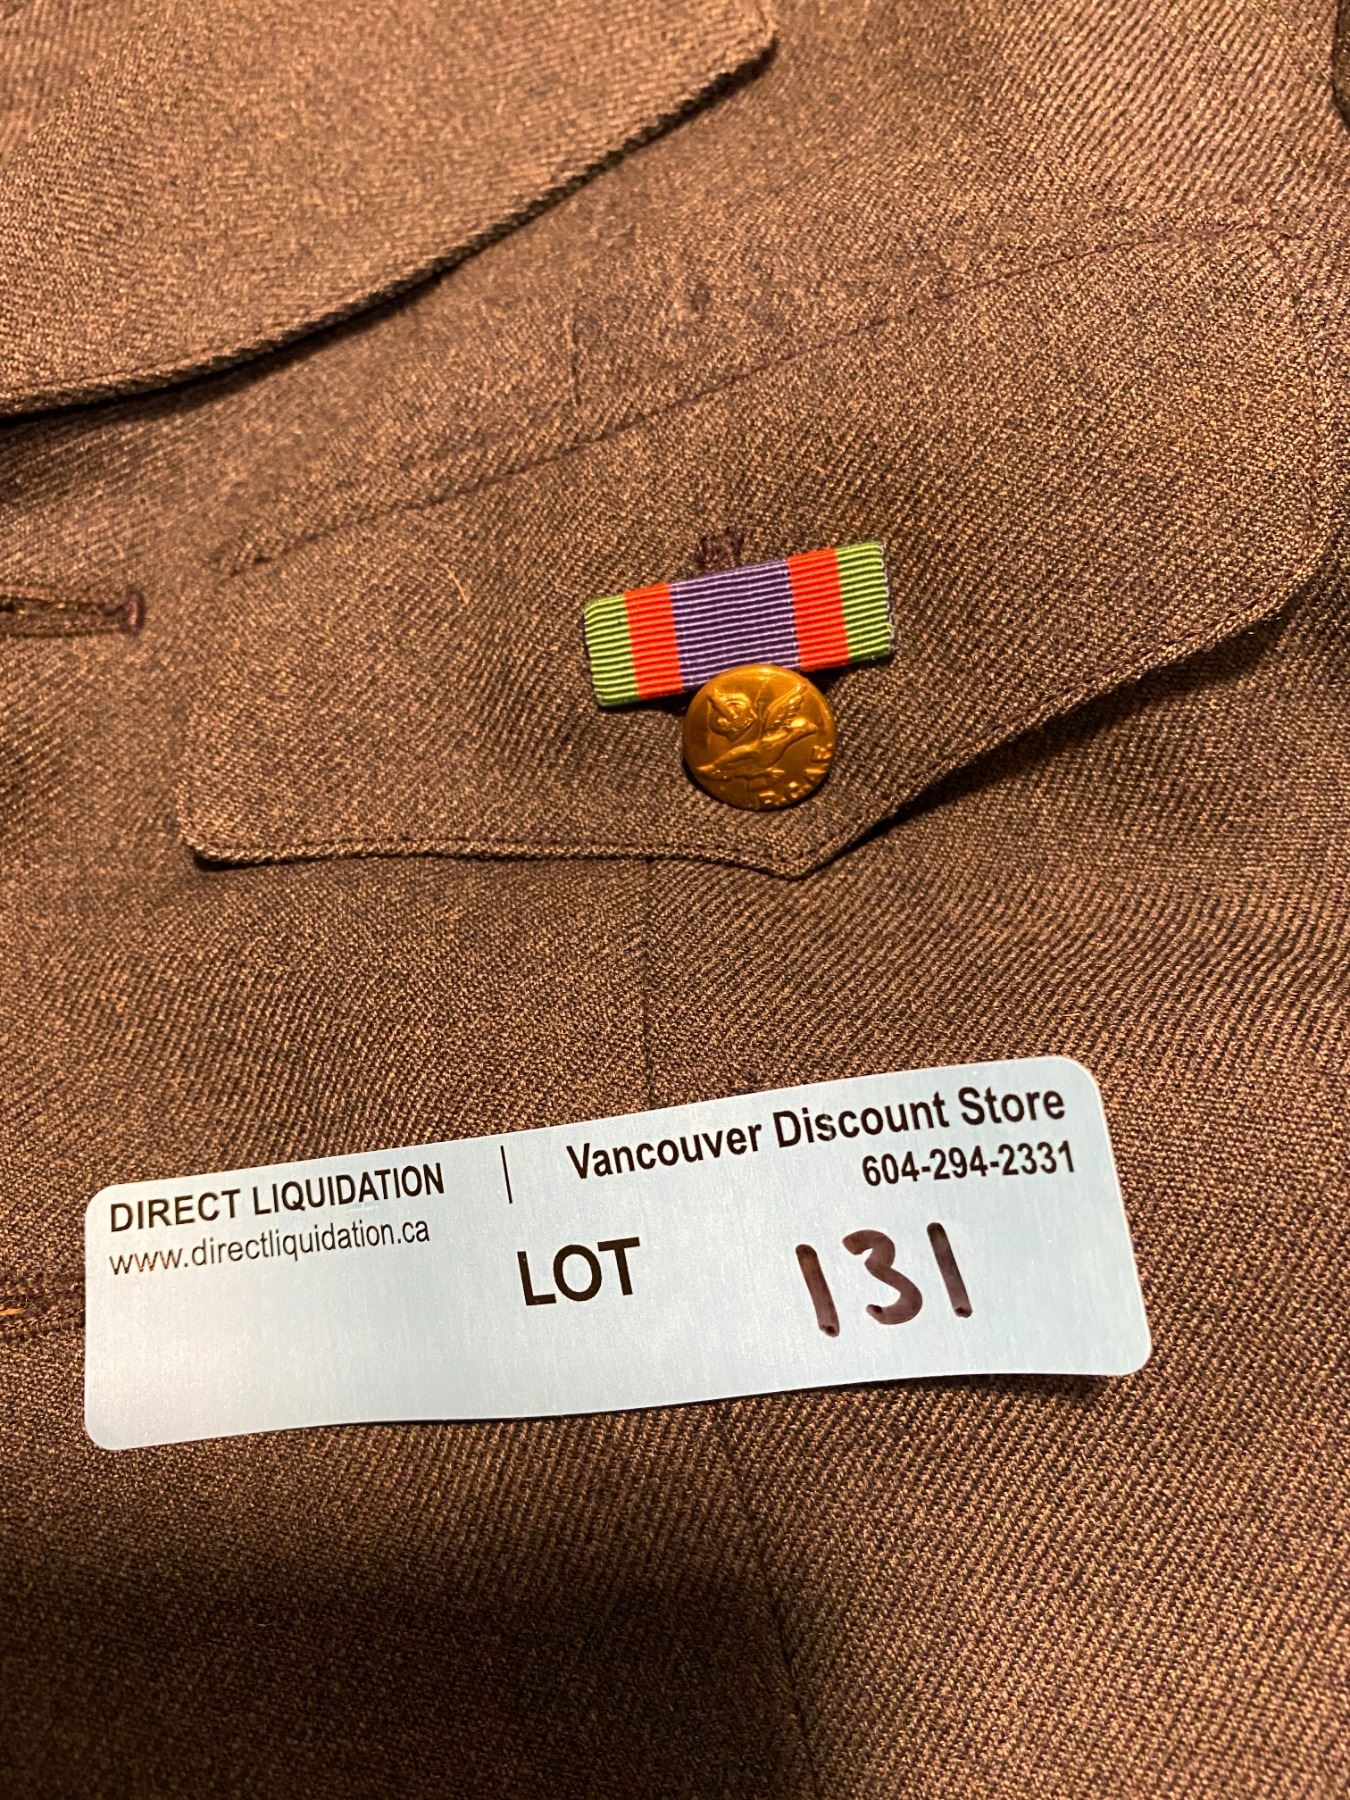 DIRECT LIQUIDATION | Vancouver Discount Store
www.directliquidation.ca 604-294-2331
LOT 131